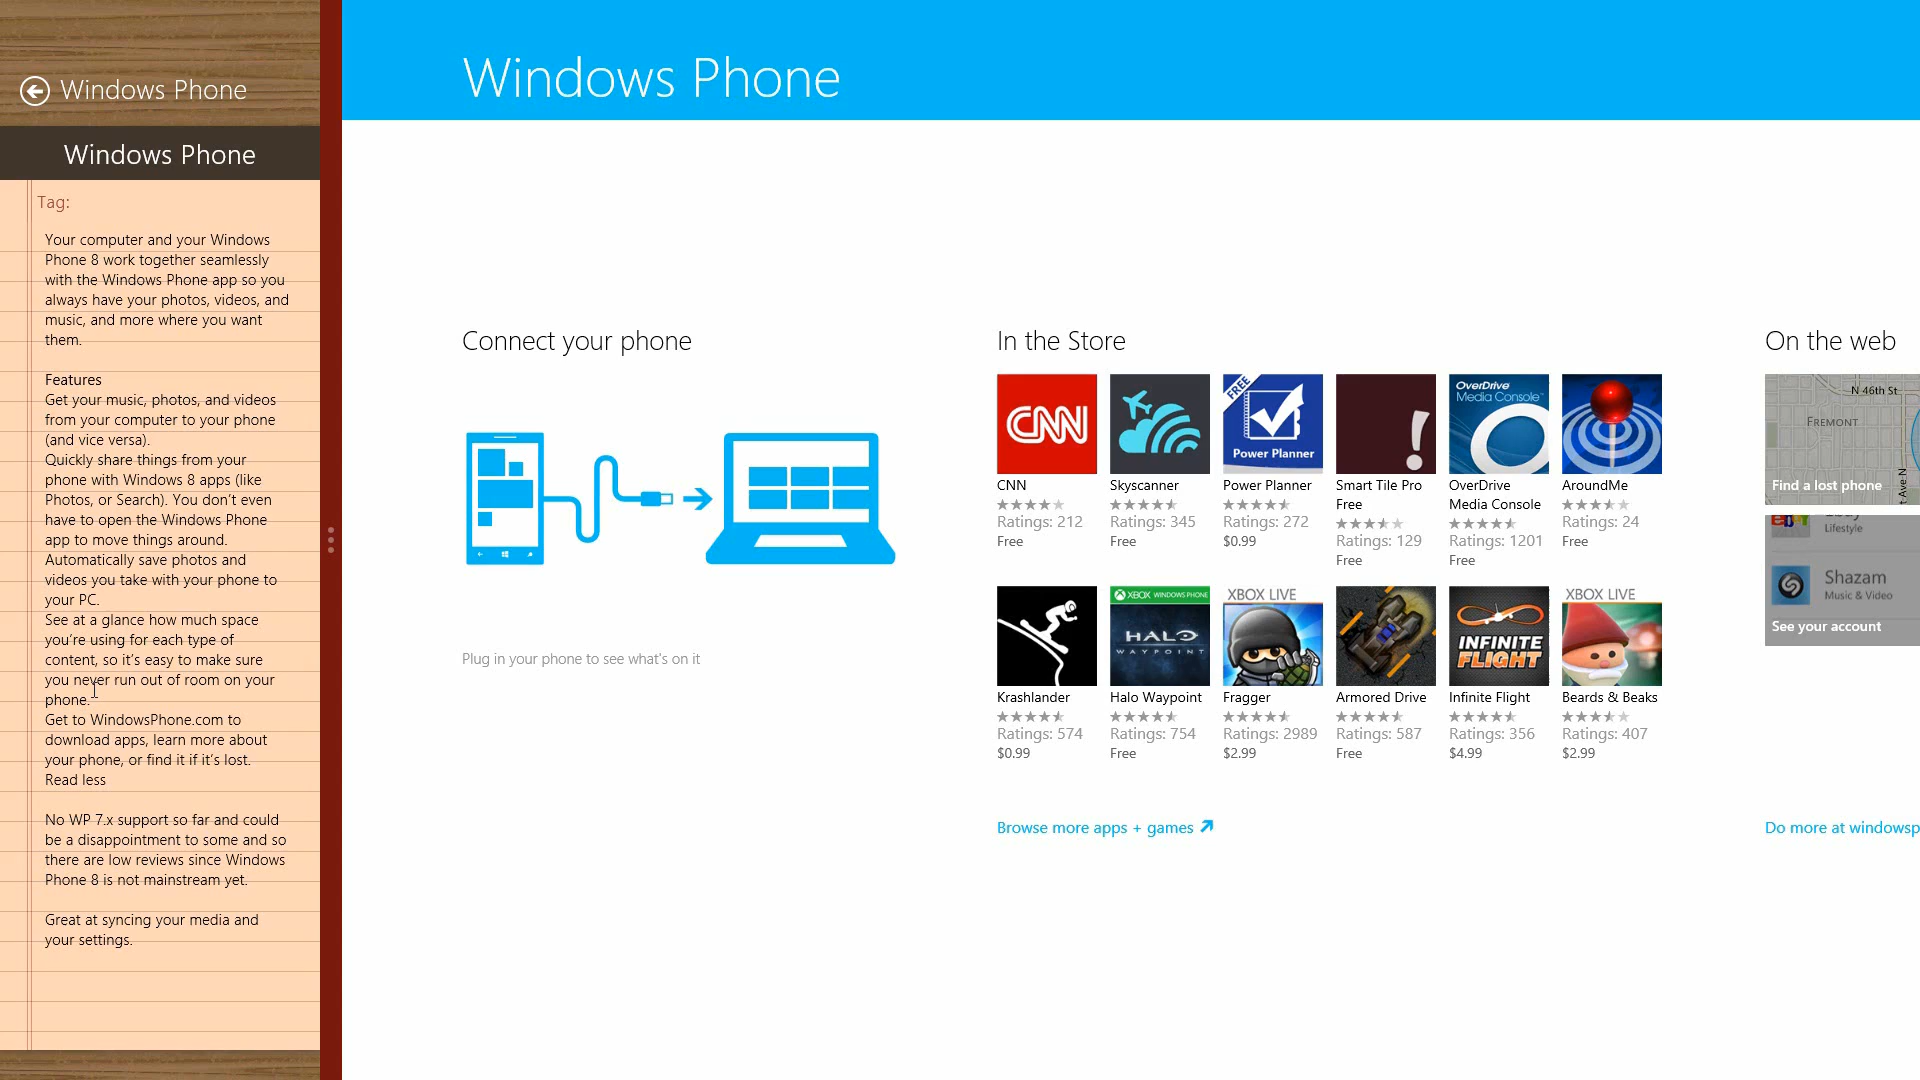 Windows Phone
Windows Phone
Tag:
Your computer and your Windows
Phone 8 work together seamlessly
with the Windows Phone app so you
always have your photos, videos, and
music, and more where you want
them.
Features
Get your music, photos, and videos
from your computer to your phone
(and vice versa).
Quickly share things from your
phone with Windows 8 apps (like
Photos, or Search). You don't even
have to open the Windows Phone
app to move things around.
Automatically save photos and
videos you take with your phone to
your PC.
See at a glance how much space
you're using for each type of
content, so it's easy to make sure
you never run out of room on your
phone.
Get to WindowsPhone.com to
download apps, learn more about
your phone, or find it if it's lost.
Read less
No WP 7.x support so far and could
be a disappointment to some and so
there are low reviews since Windows
Phone 8 is not mainstream yet.
Great at syncing your media and
your settings.
Windows Phone
Connect your phone
Plug in your phone to see what's on it
In the Store
CNN
CNN
Ratings: 212
Free
Skyscanner
Ratings: 345
Free
FREE
Power Planner
Power Planner
Ratings: 272
$0.99
Smart Tile Pro
Free
Ratings: 129
Free
OverDrive
Media Console
OverDrive
Media Console
Ratings: 1201
Free
AroundMe
Ratings: 24
Free
Krashlander
Ratings: 574
$0.99
XBOX WINDOWS PHONE
HALO
WAYPOINT
Halo Waypoint
Ratings: 754
Free
XBOX LIVE
Fragger
Ratings: 2989
$2.99
Armored Drive
Ratings: 587
Free
INFINITE
FLIGHT
Infinite Flight
Ratings: 356
$4.99
XBOX LIVE
Beards & Beaks
Ratings: 407
$2.99
Browse more apps + games
On the web
N 46th St
FREMONT
t Ave N
Find a lost phone
Lifestyle
Shazam
Music & Video
See your account
Do more at windowsp